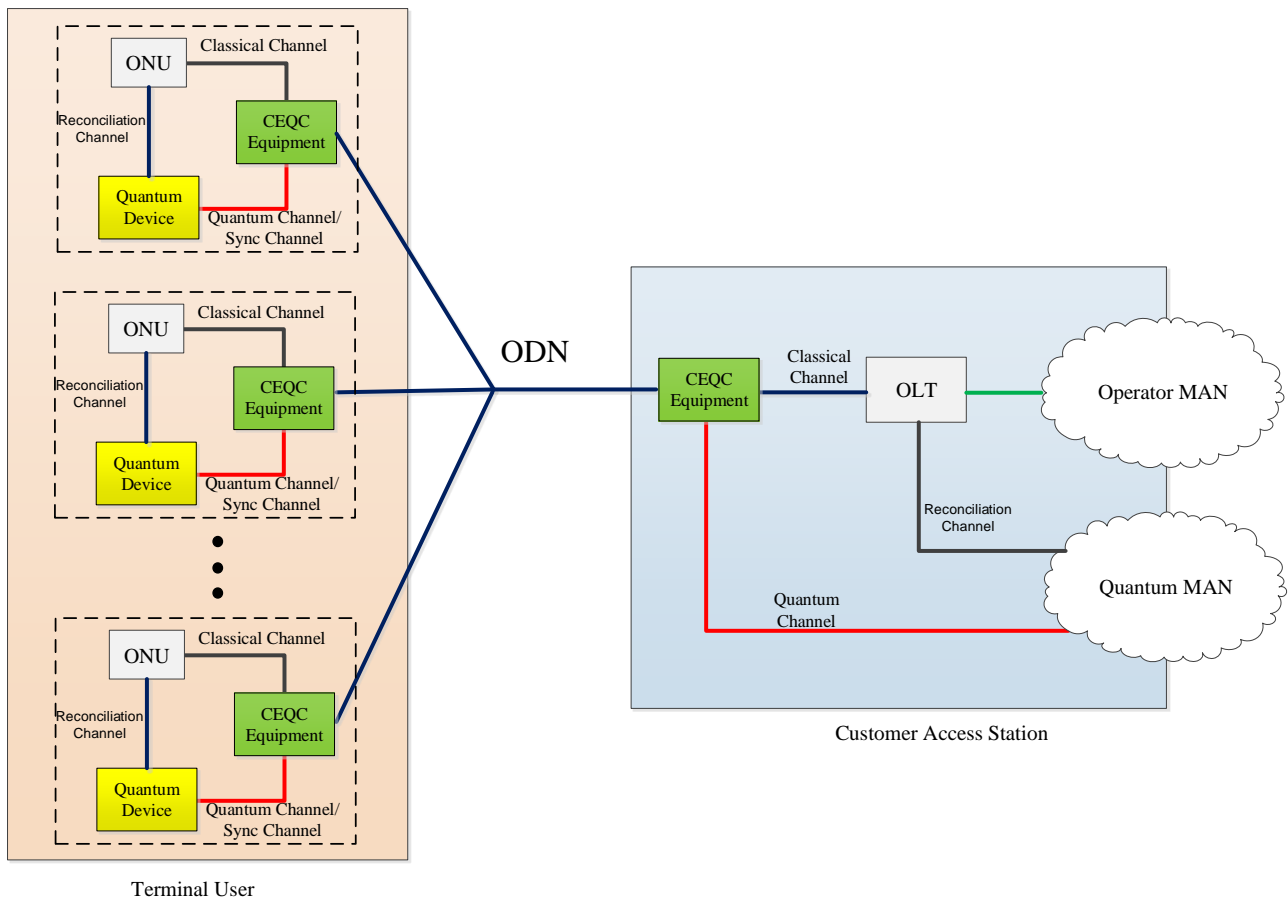 Classical Channel
ONU
CEQC
Equipment
Reconciliation
Channel
Quantum
Device
Quantum Channel/
Sync Channel
Classical Channel
ONU
CEQC
Equipment
Reconciliation
Channel
Quantum
Device
Quantum Channel/
Sync Channel
Classical Channel
ONU
CEQC
Equipment
Reconciliation
Channel
Quantum
Device
Quantum Channel/
Sync Channel
Terminal User
ODN
CEQC
Equipment
Classical
Channel
OLT
Operator MAN
Reconciliation
Channel
Quantum MAN
Quantum
Channel
Customer Access Station